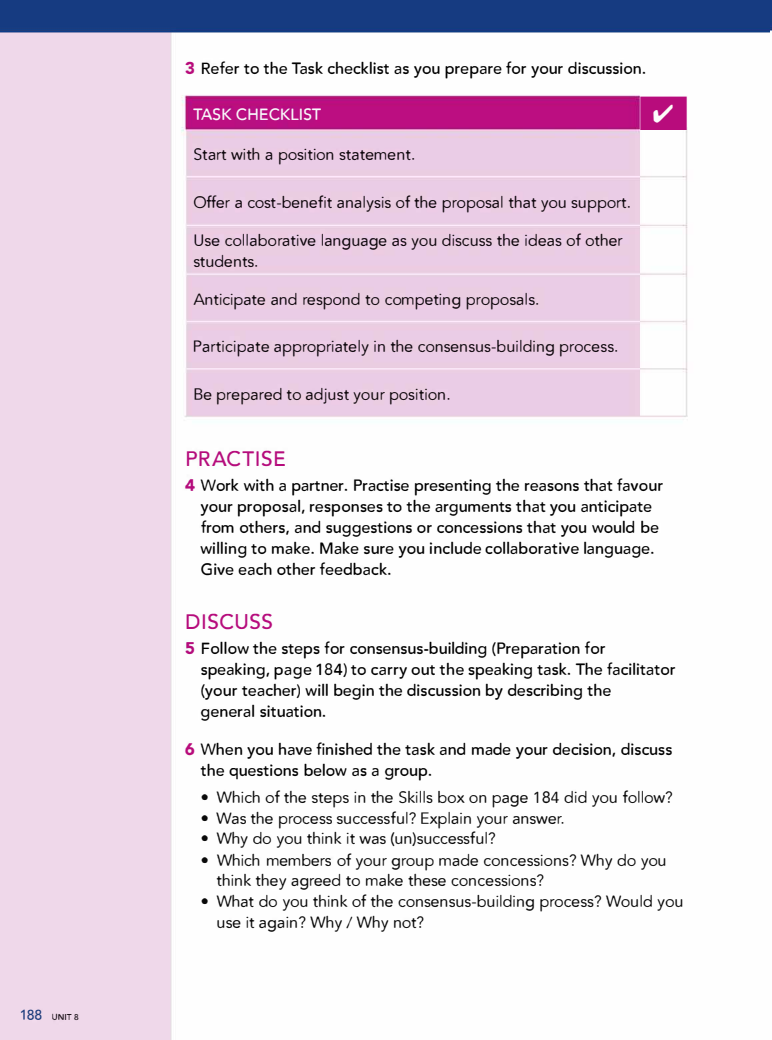 3 Refer to the Task checklist as you prepare for your discussion.
TASK CHECKLIST ✔
Start with a position statement.
Offer a cost-benefit analysis of the proposal that you support.
Use collaborative language as you discuss the ideas of other
students.
Anticipate and respond to competing proposals.
Participate appropriately in the consensus-building process.
Be prepared to adjust your position.
PRACTISE
4 Work with a partner. Practise presenting the reasons that favour
your proposal, responses to the arguments that you anticipate
from others, and suggestions or concessions that you would be
willing to make. Make sure you include collaborative language.
Give each other feedback.
DISCUSS
5 Follow the steps for consensus-building (Preparation for
speaking, page 184) to carry out the speaking task. The facilitator
(your teacher) will begin the discussion by describing the
general situation.
6 When you have finished the task and made your decision, discuss
the questions below as a group.
• Which of the steps in the Skills box on page 184 did you follow?
• Was the process successful? Explain your answer.
• Why do you think it was (un)successful?
• Which members of your group made concessions? Why do you
think they agreed to make these concessions?
• What do you think of the consensus-building process? Would you
use it again? Why / Why not?
188 UNIT 8